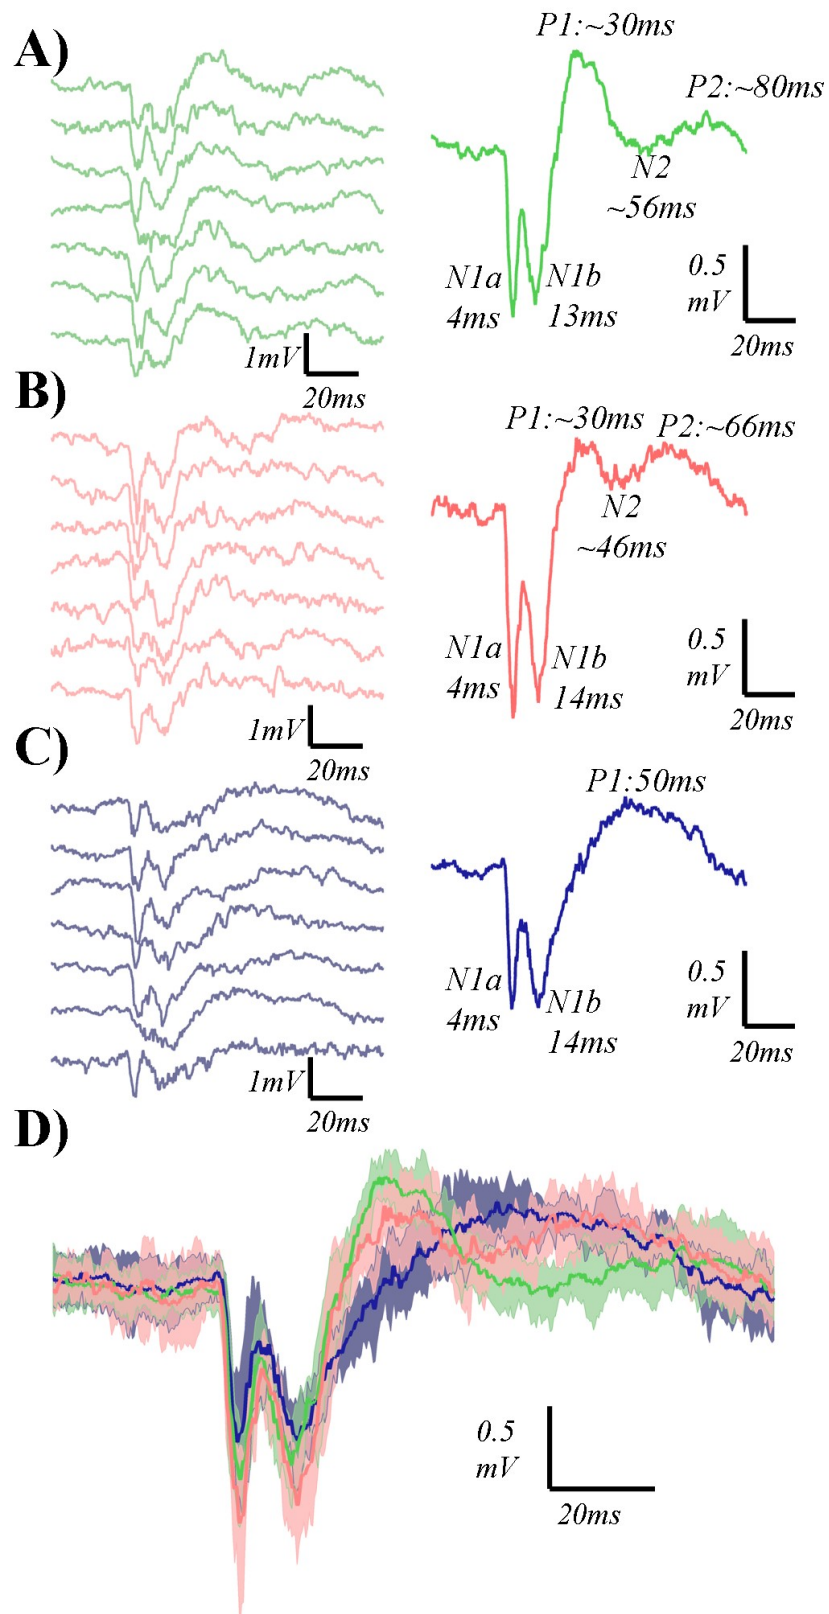 A)
P1:~30ms
P2:~80ms
N2
~56ms
N1a
4ms
N1b
13ms
0.5
mV
20ms
1mV
20ms
B)
P1:~30ms
P2:~66ms
N2
~46ms
N1a
4ms
N1b
14ms
0.5
mV
20ms
1mV
20ms
C)
P1:50ms
N1a
4ms
N1b
14ms
0.5
mV
20ms
1mV
20ms
D)
0.5
mV
20ms